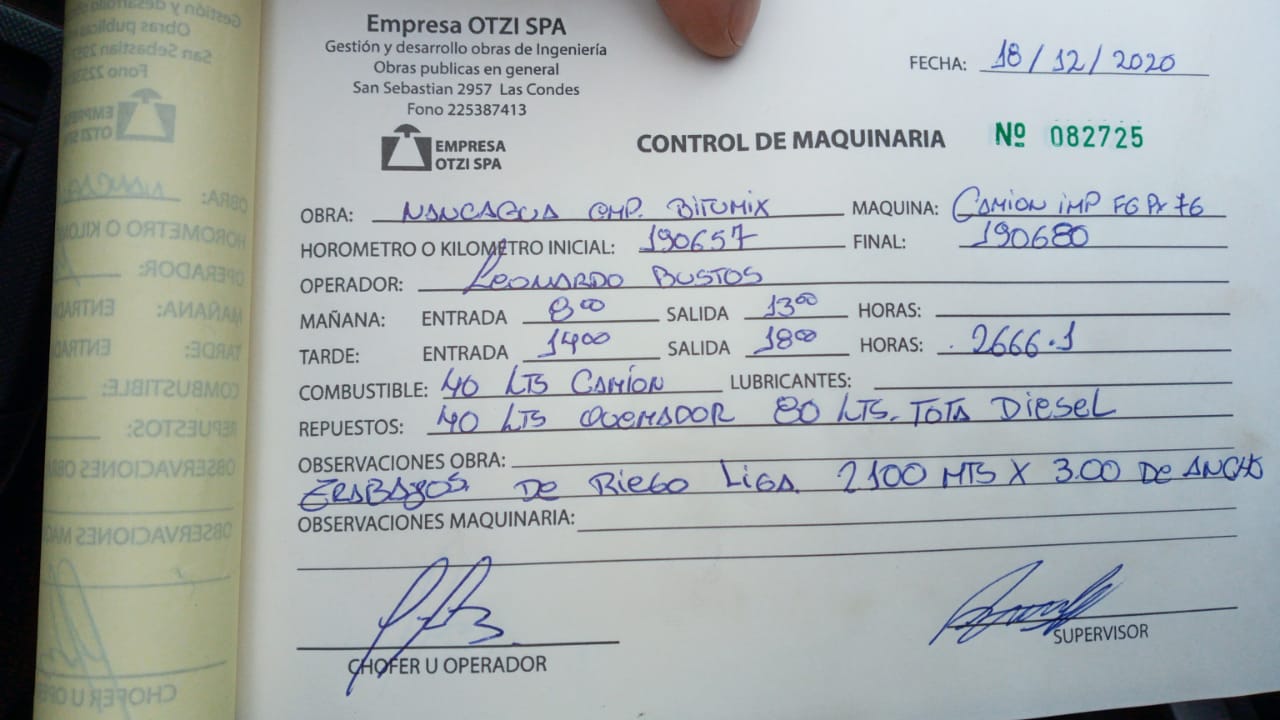 Empresa OTZI SPA
Gestión y desarrollo obras de Ingeniería
Obras publicas en general
San Sebastian 2957 Las Condes
Fono 225387413
FECHA: 18/12/2020
EMPRESA
OTZI SPA
CONTROL DE MAQUINARIA Nº 082725
OBRA: NANCAGUA CMP. BITUMIX MAQUINA: CAMION IMP FG Pr 76
HOROMETRO O KILOMETRO INICIAL: 190657 FINAL: 190680
OPERADOR: LEONARDO BUSTOS
MAÑANA: ENTRADA 800 SALIDA 1300 HORAS:
TARDE: ENTRADA 1400 SALIDA 1800 HORAS: 2666.1
COMBUSTIBLE: 40 LTS CAMÍON LUBRICANTES:
REPUESTOS: 40 LTS QUEMADOR 80 LTS. TOTA DIESEL
OBSERVACIONES OBRA:
TRABAJOS DE RIEGO LIGA 2100 MTS X 3.00 DE ANCHO
OBSERVACIONES MAQUINARIA:
CHOFER U OPERADOR
SUPERVISOR